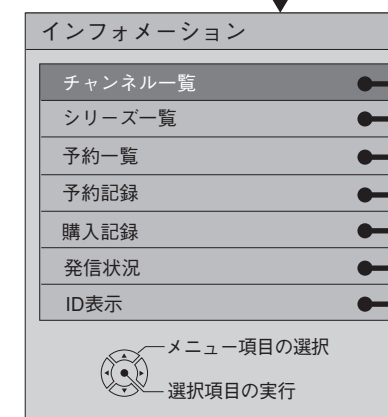 インフォメーション
チャンネル一覧
シリーズ一覧
予約一覧
予約記録
購入記録
発信状況
ID表示
メニュー項目の選択
選択項目の実行